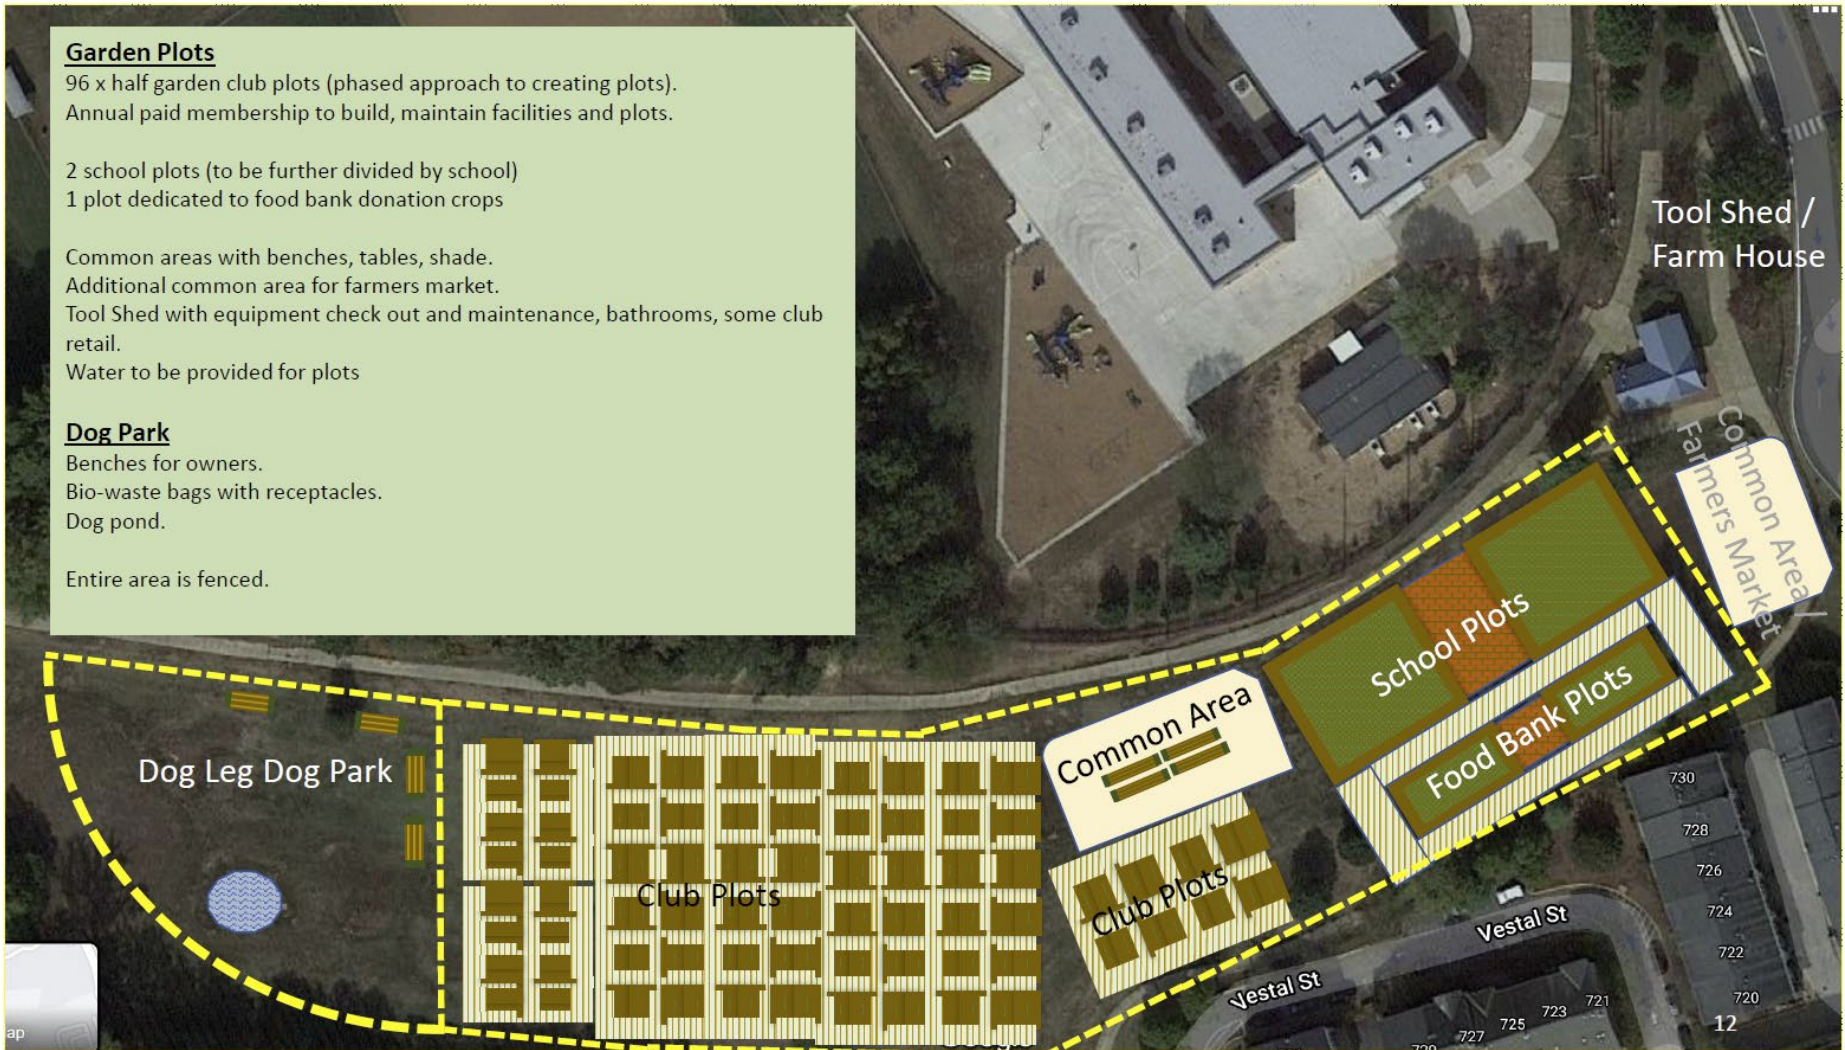 Garden Plots
96 x half garden club plots (phased approach to creating plots).
Annual paid membership to build, maintain facilities and plots.
2 school plots (to be further divided by school)
1 plot dedicated to food bank donation crops
Common areas with benches, tables, shade.
Additional common area for farmers market.
Tool Shed with equipment check out and maintenance, bathrooms, some club
retail.
Water to be provided for plots
Dog Park
Benches for owners.
Bio-waste bags with receptacles.
Dog pond.
Entire area is fenced.
Tool Shed /
Farm House
Common Area /
Farmers Market
School Plots
Food Bank Plots
Common Area
Dog Leg Dog Park
Club Plots
Club Plots
Vestal St
Vestal St
730
728
726
724
722
720
721
723
725
727
12
ap